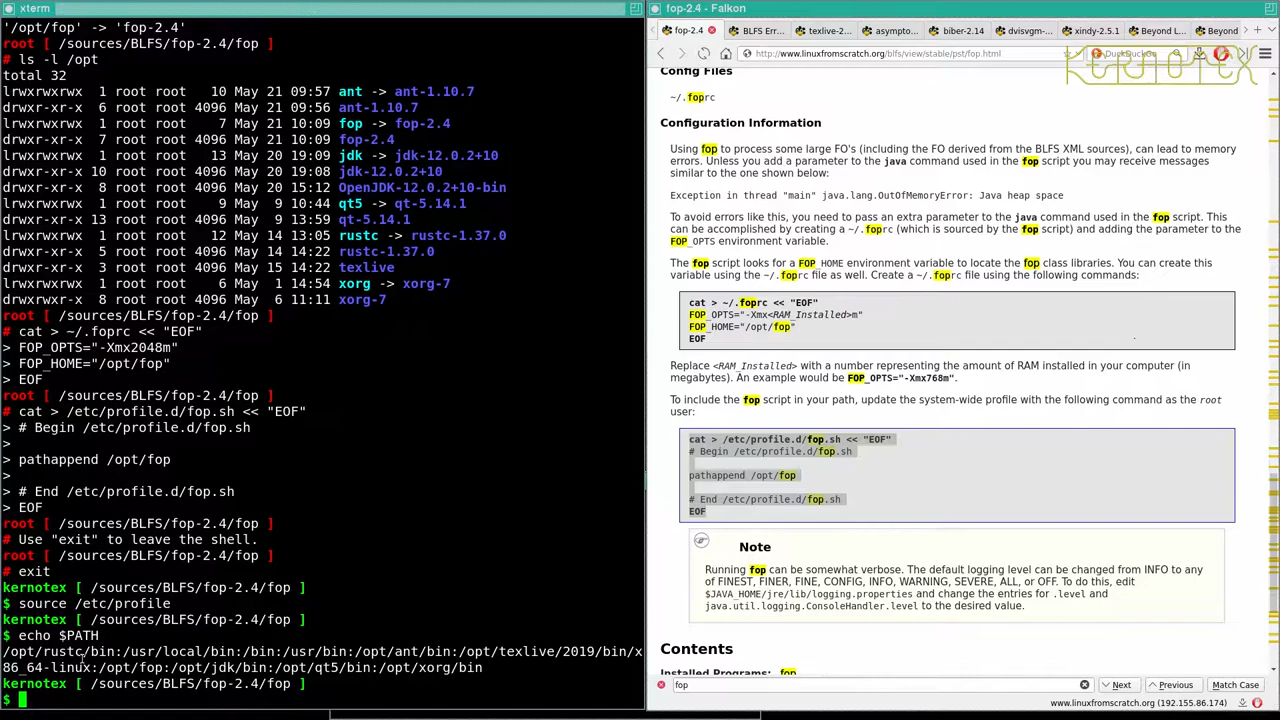 xterm
'/opt/fop' -> 'fop-2.4'
root [ /sources/BLFS/fop-2.4/fop ]
# ls -l /opt
total 32
lrwxrwxrwx  1 root root   10 May 21 09:57 ant -> ant-1.10.7
drwxr-xr-x  6 root root 4096 May 21 09:56 ant-1.10.7
lrwxrwxrwx  1 root root    7 May 21 10:09 fop -> fop-2.4
drwxr-xr-x  7 root root 4096 May 21 10:09 fop-2.4
lrwxrwxrwx  1 root root   13 May 20 19:09 jdk -> jdk-12.0.2+10
drwxr-xr-x 10 root root 4096 May 20 19:08 jdk-12.0.2+10
drwxr-xr-x  8 root root 4096 May 20 15:12 OpenJDK-12.0.2+10-bin
lrwxrwxrwx  1 root root    9 May  9 10:44 qt5 -> qt-5.14.1
drwxr-xr-x 13 root root 4096 May  9 13:59 qt-5.14.1
lrwxrwxrwx  1 root root   12 May 14 13:05 rustc -> rustc-1.37.0
drwxr-xr-x  5 root root 4096 May 14 14:22 rustc-1.37.0
drwxr-xr-x  3 root root 4096 May 15 14:22 texlive
lrwxrwxrwx  1 root root    6 May  1 14:54 xorg -> xorg-7
drwxrwxr-x  8 root root 4096 May  6 11:11 xorg-7
root [ /sources/BLFS/fop-2.4/fop ]
# cat > ~/.foprc << "EOF"
> FOP_OPTS="-Xmx2048m"
> FOP_HOME="/opt/fop"
> EOF
root [ /sources/BLFS/fop-2.4/fop ]
# cat > /etc/profile.d/fop.sh << "EOF"
> # Begin /etc/profile.d/fop.sh
>
> pathappend /opt/fop
>
> # End /etc/profile.d/fop.sh
> EOF
root [ /sources/BLFS/fop-2.4/fop ]
# Use "exit" to leave the shell.
root [ /sources/BLFS/fop-2.4/fop ]
# exit
kernotex [ /sources/BLFS/fop-2.4/fop ]
$ source /etc/profile
kernotex [ /sources/BLFS/fop-2.4/fop ]
$ echo $PATH
/opt/rustc/bin:/usr/local/bin:/bin:/usr/bin:/opt/ant/bin:/opt/texlive/2019/bin/x
86_64-linux:/opt/fop:/opt/jdk/bin:/opt/qt5/bin:/opt/xorg/bin
kernotex [ /sources/BLFS/fop-2.4/fop ]
$
fop-2.4 - Falkon
fop-2.4 BLFS Erro... texlive-2... asympto... biber-2.14 dvisvgm-... xindy-2.5.1 Beyond L... Beyond
http://www.linuxfromscratch.org/blfs/view/stable/pst/fop.html DuckDuckGo
KERNOTEX
Config Files
~/.foprc
Configuration Information
Using fop to process some large FO's (including the FO derived from the BLFS XML sources), can lead to memory
errors. Unless you add a parameter to the java command used in the fop script you may receive messages
similar to the one shown below:
Exception in thread "main" java.lang.OutOfMemoryError: Java heap space
To avoid errors like this, you need to pass an extra parameter to the java command used in the fop script. This
can be accomplished by creating a ~/.foprc (which is sourced by the fop script) and adding the parameter to the
FOP_OPTS environment variable.
The fop script looks for a FOP_HOME environment variable to locate the fop class libraries. You can create this
variable using the ~/.foprc file as well. Create a ~/.foprc file using the following commands:
cat > ~/.foprc << "EOF"
FOP_OPTS="-Xmx<RAM_Installed>m"
FOP_HOME="/opt/fop"
EOF
Replace <RAM_Installed> with a number representing the amount of RAM installed in your computer (in
megabytes). An example would be FOP_OPTS="-Xmx768m".
To include the fop script in your path, update the system-wide profile with the following command as the root
user:
cat > /etc/profile.d/fop.sh << "EOF"
# Begin /etc/profile.d/fop.sh
pathappend /opt/fop
# End /etc/profile.d/fop.sh
EOF
Note
Running fop can be somewhat verbose. The default logging level can be changed from INFO to any
of FINEST, FINER, FINE, CONFIG, INFO, WARNING, SEVERE, ALL, or OFF. To do this, edit
$JAVA_HOME/jre/lib/logging.properties and change the entries for .level and
java.util.logging.ConsoleHandler.level to the desired value.
Contents
Installed Programs: fop
fop Next Previous Match Case
www.linuxfromscratch.org (192.155.86.174)